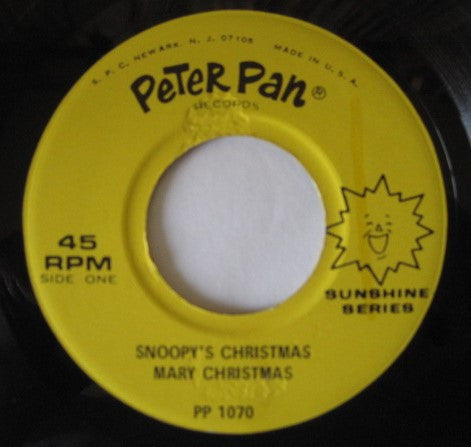 S. P. C. NEWARK, N. J. 07105 MADE IN U.S.A.
PETER PAN®
RECORDS
45
RPM
SIDE ONE
SUNSHINE
SERIES
SNOOPY'S CHRISTMAS
MARY CHRISTMAS
PP 1070